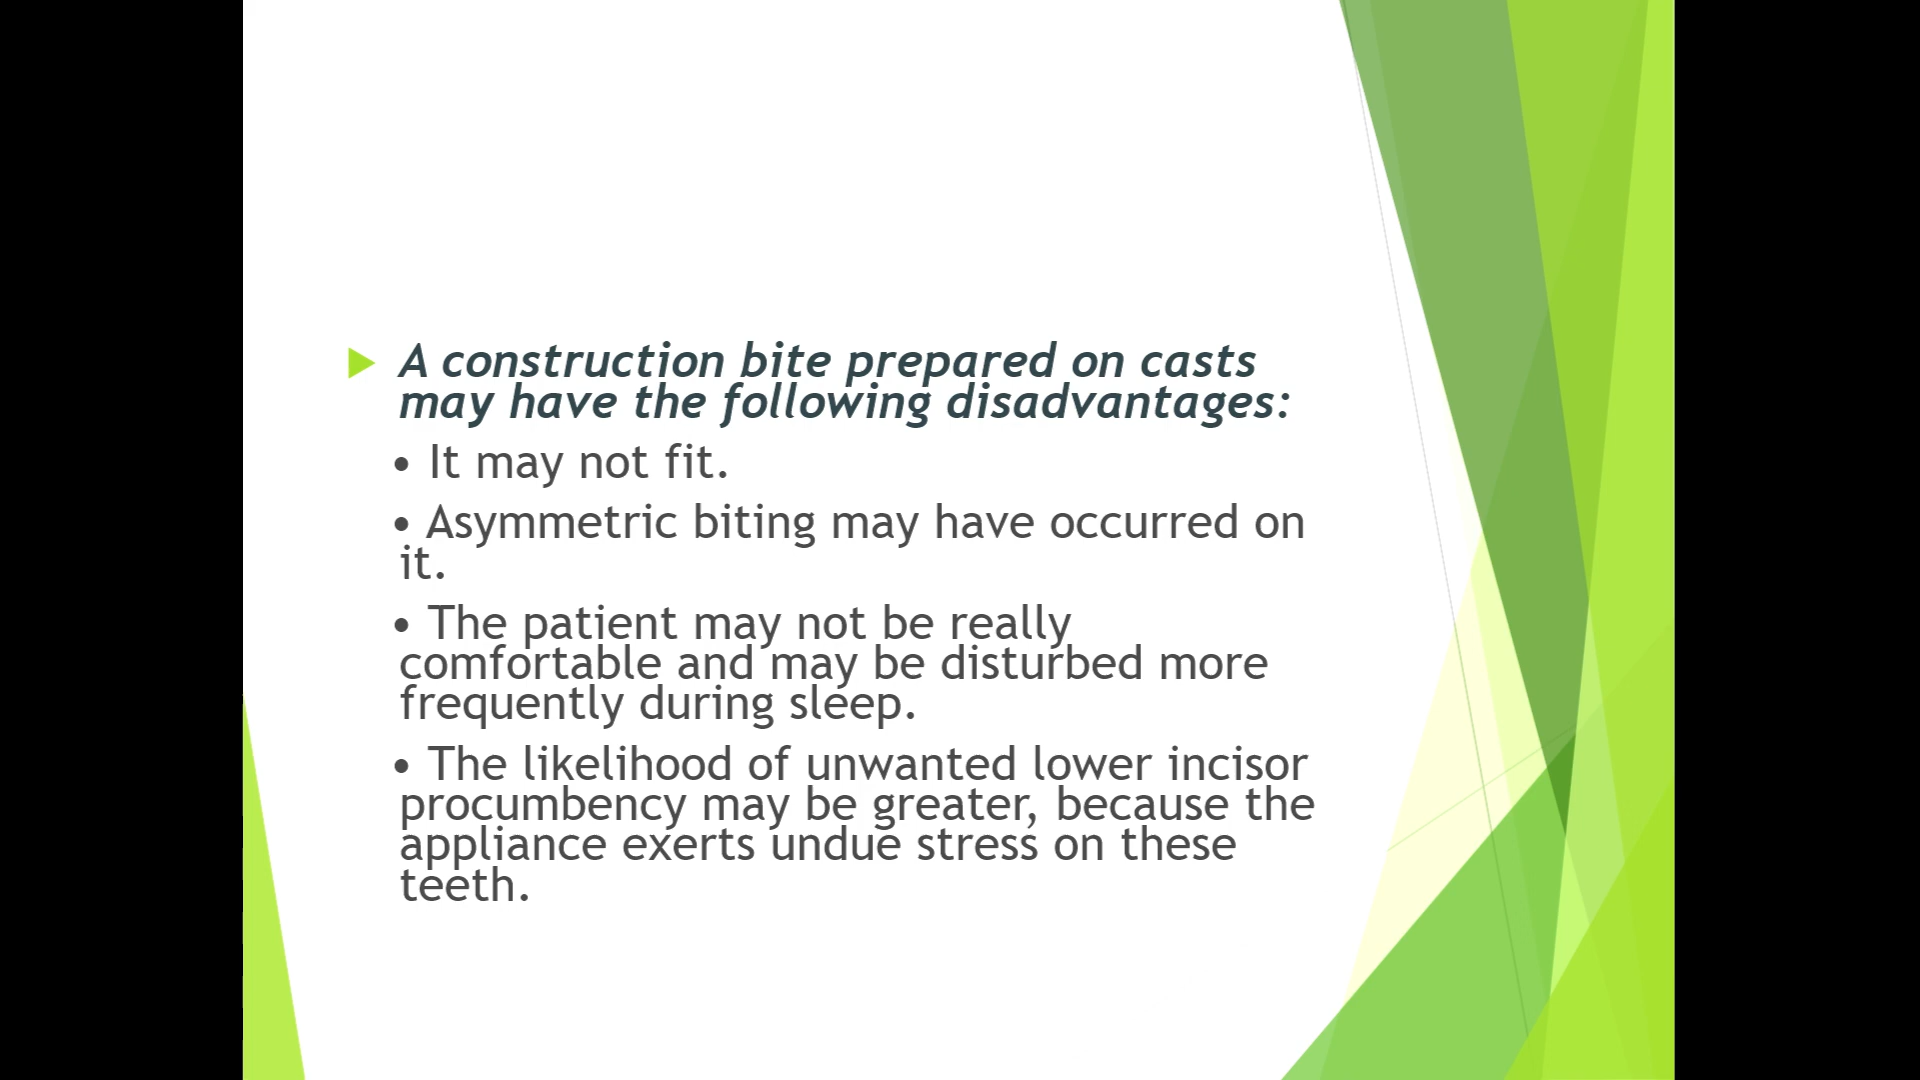 A construction bite prepared on casts
may have the following disadvantages:
• It may not fit.
• Asymmetric biting may have occurred on
it.
• The patient may not be really
comfortable and may be disturbed more
frequently during sleep.
• The likelihood of unwanted lower incisor
procumbency may be greater, because the
appliance exerts undue stress on these
teeth.